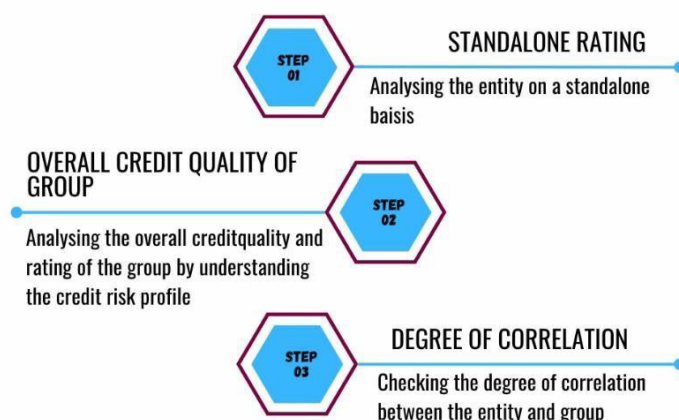 STEP
01
STANDALONE RATING
Analysing the entity on a standalone
baisis
OVERALL CREDIT QUALITY OF
GROUP
STEP
02
Analysing the overall creditquality and
rating of the group by understanding
the credit risk profile
STEP
03
DEGREE OF CORRELATION
Checking the degree of correlation
between the entity and group